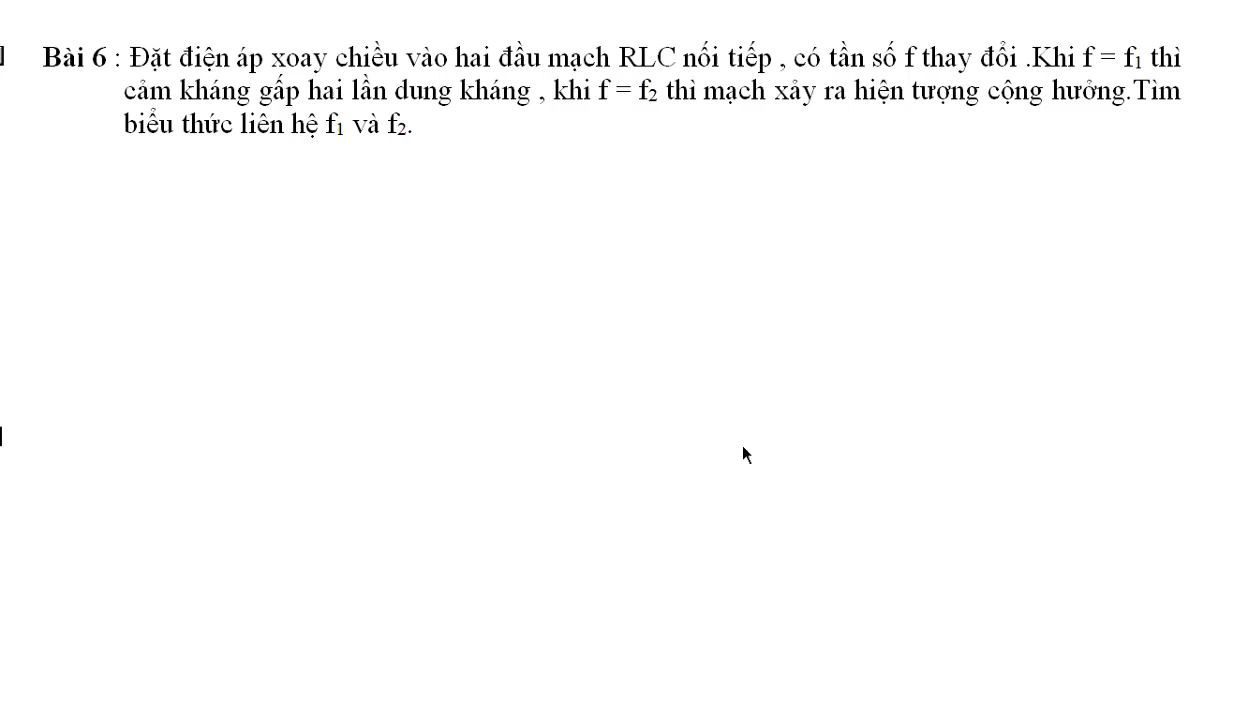 Bài 6 : Đặt điện áp xoay chiều vào hai đầu mạch RLC nối tiếp , có tần số f thay đổi .Khi f = f₁ thì
cảm kháng gấp hai lần dung kháng , khi f = f₂ thì mạch xảy ra hiện tượng cộng hưởng.Tìm
biểu thức liên hệ f₁ và f₂.